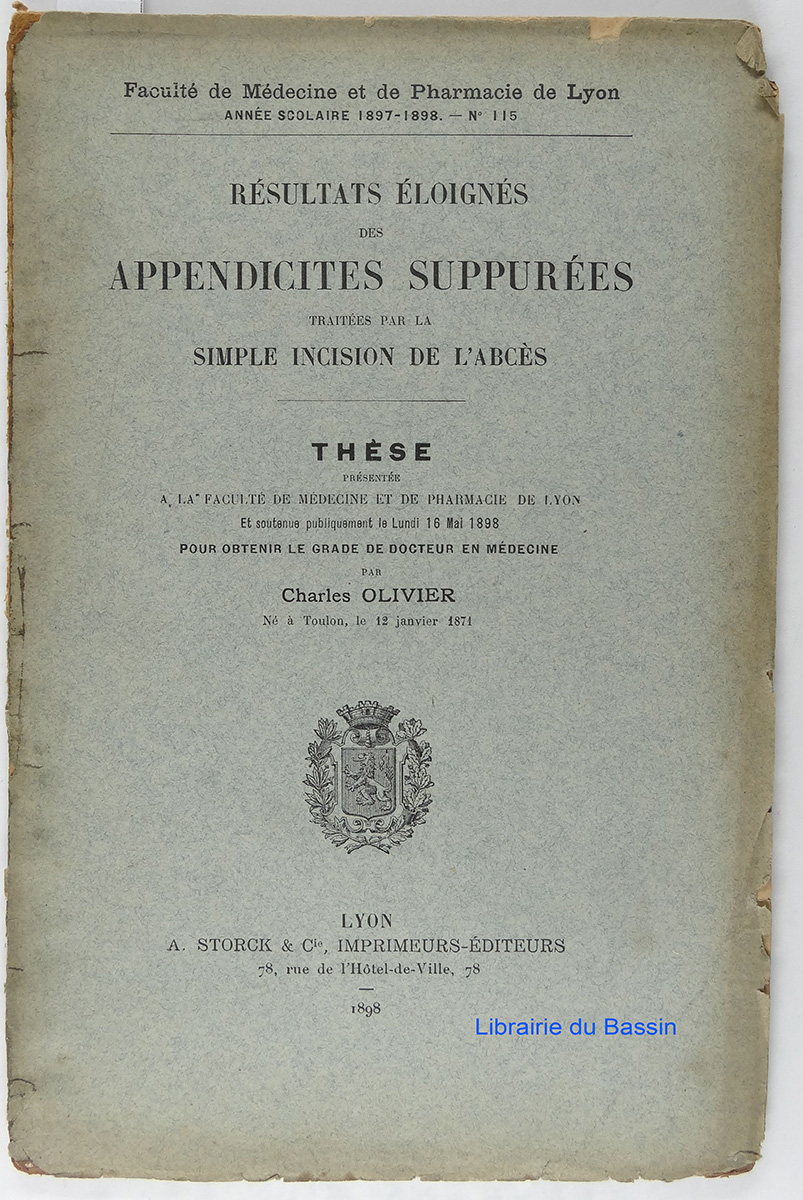 Faculté de Médecine et de Pharmacie de Lyon
ANNÉE SCOLAIRE 1897-1898. — N° 115
RÉSULTATS ÉLOIGNÉS
DES
APPENDICITES SUPPURÉES
TRAITÉES PAR LA
SIMPLE INCISION DE L'ABCÈS
THÈSE
PRÉSENTÉE
A LA FACULTÉ DE MÉDECINE ET DE PHARMACIE DE LYON
Et soutenue publiquement le Lundi 16 Mai 1898
POUR OBTENIR LE GRADE DE DOCTEUR EN MÉDECINE
PAR
Charles OLIVIER
Né à Toulon, le 12 janvier 1871
LYON
A. STORCK & Cie, IMPRIMEURS-ÉDITEURS
78, rue de l'Hôtel-de-Ville, 78
1898
Librairie du Bassin